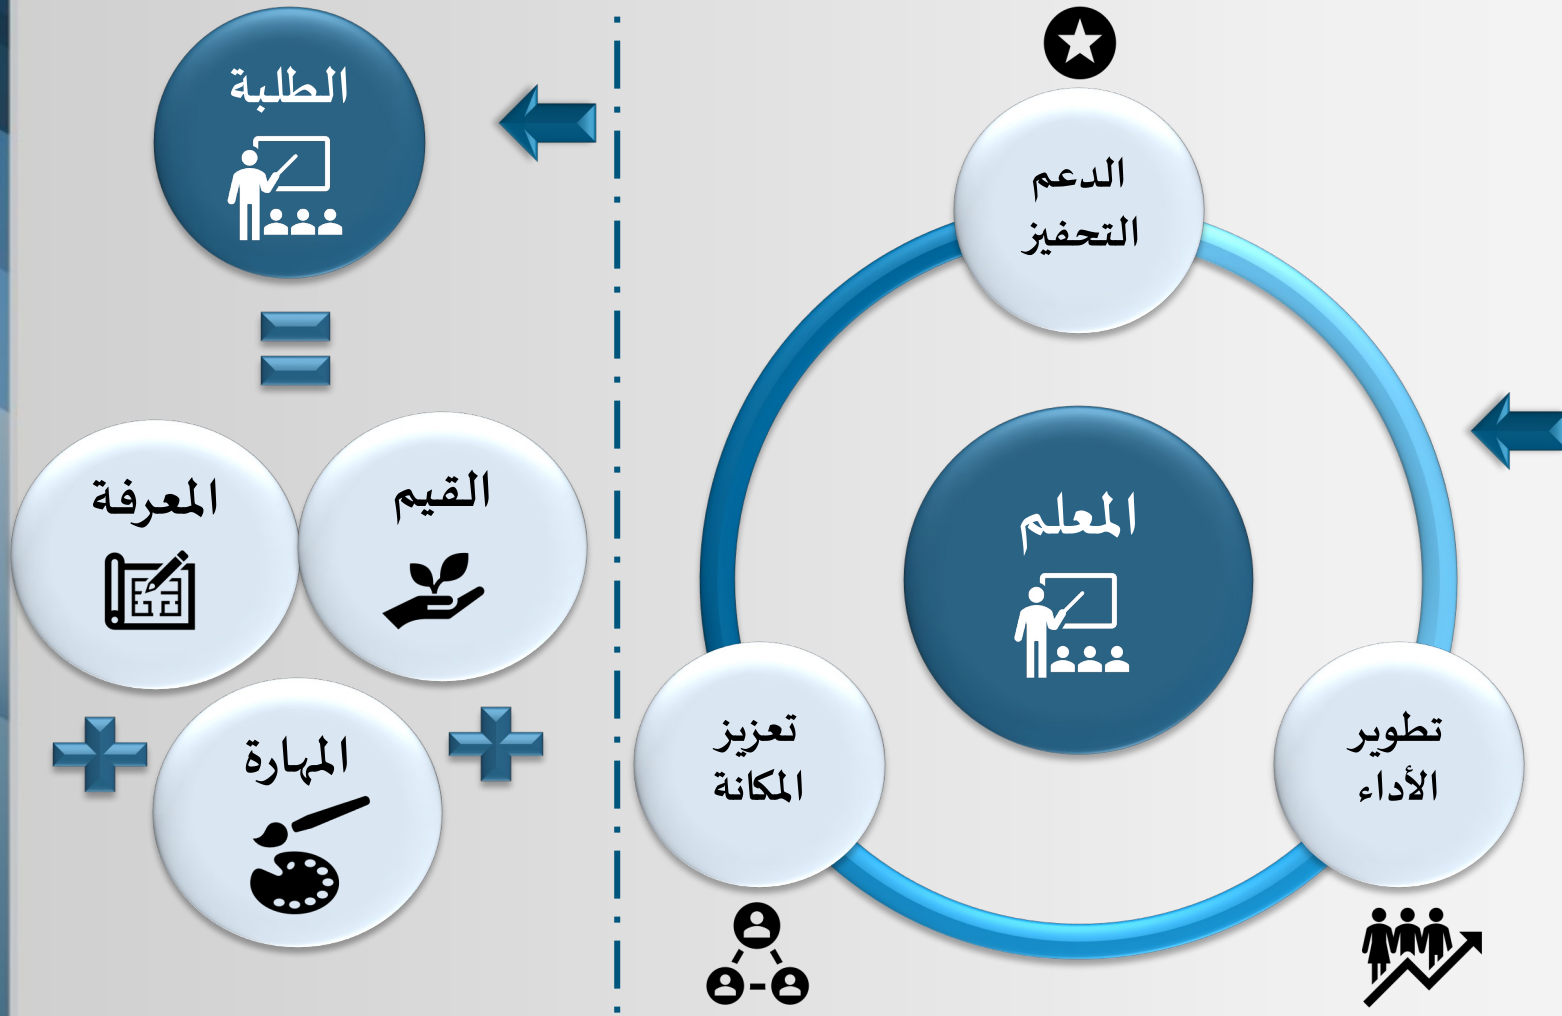 الدعم
التحفيز
المعلم
تطوير
الأداء
تعزيز
المكانة
الطلبة
القيم
المعرفة
المهارة